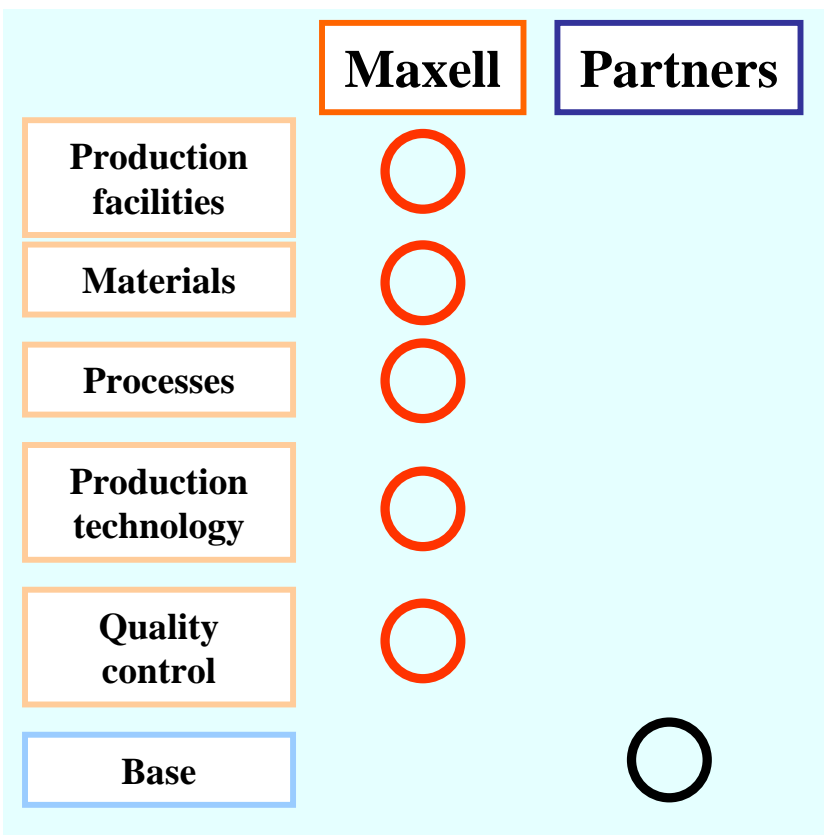 Maxell Partners
Production
facilities
Materials
Processes
Production
technology
Quality
control
Base